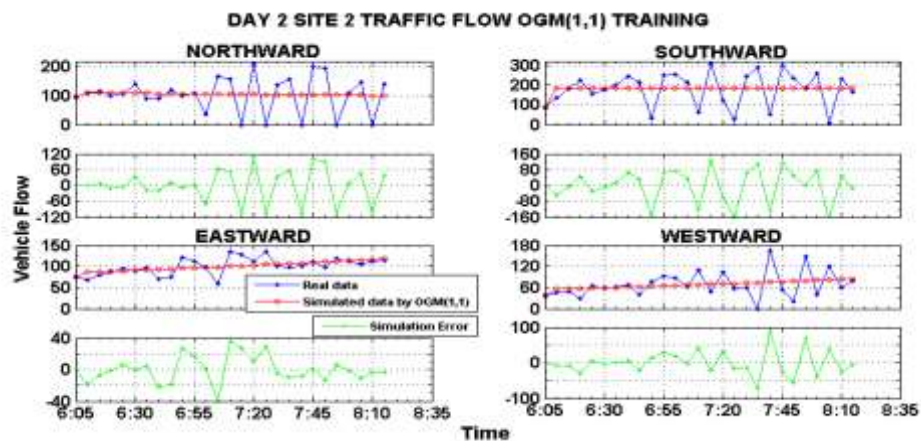 DAY 2 SITE 2 TRAFFIC FLOW OGM(1,1) TRAINING
NORTHWARD
200
100
0
120
60
0
-60
-120
SOUTHWARD
300
200
100
0
160
80
0
-80
-160
Vehicle Flow
EASTWARD
150
100
50
0
Real data
Simulated data by OGM(1,1)
Simulation Error
40
0
-40
6:05 6:30 6:55 7:20 7:45 8:10 8:35
WESTWARD
180
120
60
0
100
0
-100
6:05 6:30 6:55 7:20 7:45 8:10 8:35
Time